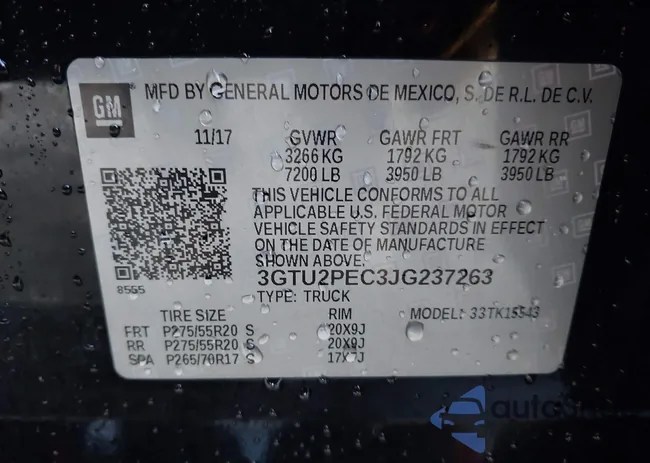 GM
MFD BY GENERAL MOTORS DE MEXICO, S. DE R.L. DE C.V.
11/17 GVWR GAWR FRT GAWR RR
3266 KG 1792 KG 1792 KG
7200 LB 3950 LB 3950 LB
THIS VEHICLE CONFORMS TO ALL
APPLICABLE U.S. FEDERAL MOTOR
VEHICLE SAFETY STANDARDS IN EFFECT
ON THE DATE OF MANUFACTURE
SHOWN ABOVE.
3GTU2PEC3JG237263
8555
TYPE: TRUCK MODEL: 33TK15543
TIRE SIZE RIM
FRT P275/55R20 S 20X9J
RR P275/55R20 S 20X9J
SPA P265/70R17 S 17X7J